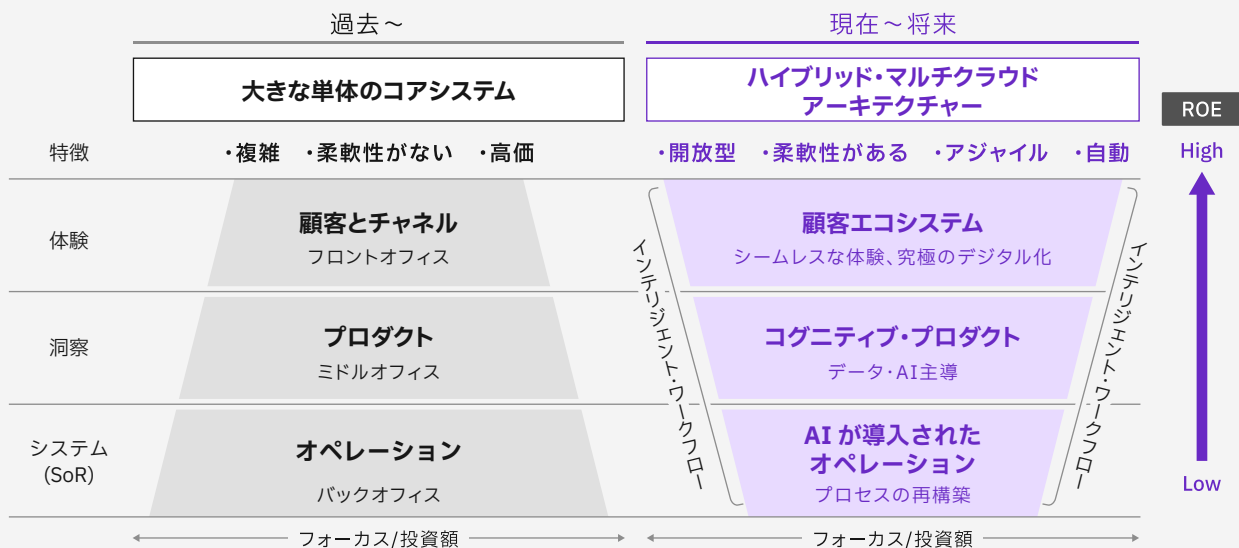 過去～
現在～将来
大きな単体のコアシステム
ハイブリッド・マルチクラウド
アーキテクチャー
ROE
特徴
・複雑 ・柔軟性がない ・高価
・開放型 ・柔軟性がある ・アジャイル ・自動
High
体験
顧客とチャネル
フロントオフィス
顧客エコシステム
シームレスな体験、究極のデジタル化
インテリジェント・ワークフロー
インテリジェント・ワークフロー
洞察
プロダクト
ミドルオフィス
コグニティブ・プロダクト
データ・AI主導
システム
(SoR)
オペレーション
バックオフィス
AI が導入された
オペレーション
プロセスの再構築
Low
フォーカス/投資額
フォーカス/投資額